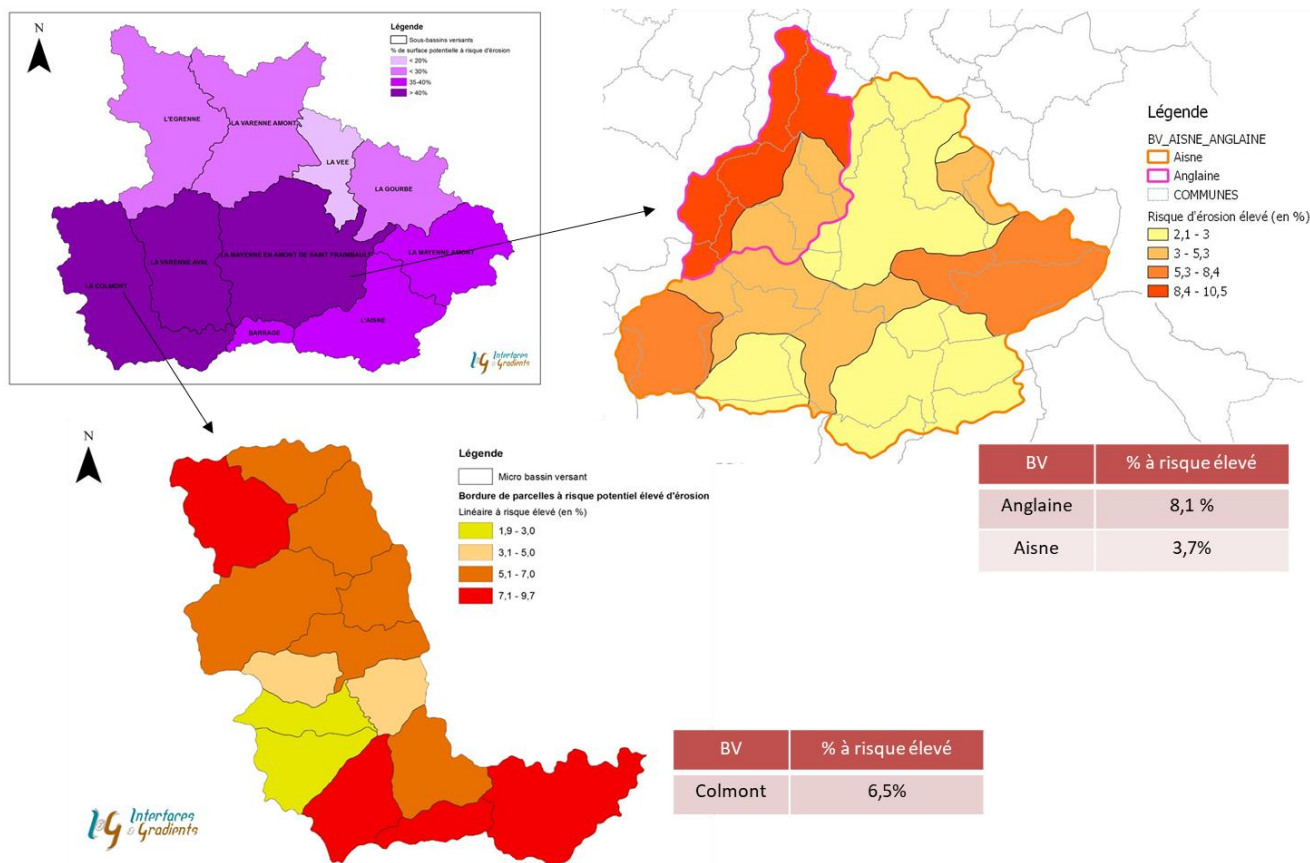 N
Légende
Sous-bassins versants
% de surface potentielle à risque d'érosion
< 20%
< 30%
35-40%
> 40%
L'EGRENNE
LA VARENNE AMONT
LA VEE
LA GOURBE
LA COLMONT
LA VARENNE AVAL
LA MAYENNE EN AMONT DE SAINT FRAIMBAULT
LA MAYENNE AMONT
BARRAGE
L'AISNE
Interfaces
& Gradients
Légende
BV_AISNE_ANGLAINE
Aisne
Anglaine
COMMUNES
Risque d'érosion élevé (en %)
2,1 - 3
3 - 5,3
5,3 - 8,4
8,4 - 10,5
BV % à risque élevé
Anglaine 8,1 %
Aisne 3,7%
N
Légende
Micro bassin versant
Bordure de parcelles à risque potentiel élevé d'érosion
Linéaire à risque élevé (en %)
1,9 - 3,0
3,1 - 5,0
5,1 - 7,0
7,1 - 9,7
BV % à risque élevé
Colmont 6,5%
Interfaces
& Gradients